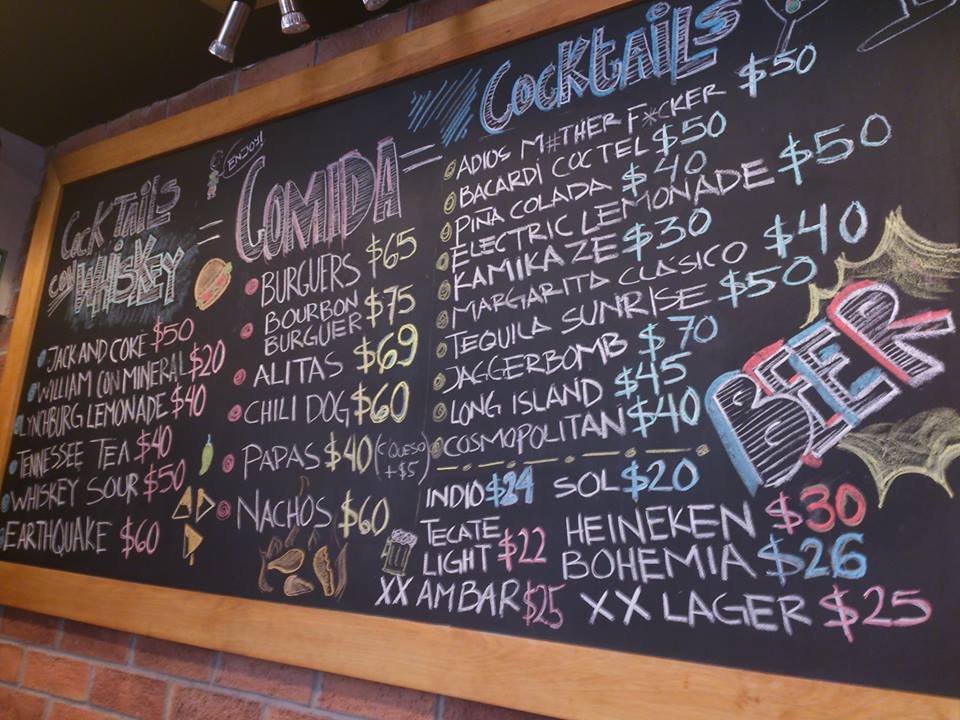 COCKTAILS
CON WHISKEY
JACK AND COKE $50
WILLIAM CON MINERAL $20
LYNCHBURG LEMONADE $40
TENNESSEE TEA $40
WHISKEY SOUR $50
EARTHQUAKE $60
ENJOY!
COMIDA
BURGUERS $65
BOURBON
BURGUER $75
ALITAS $69
CHILI DOG $60
PAPAS $40 (C/QUESO
+$5)
NACHOS $60
COCKTAILS
ADIOS M#THER F*CKER $50
BACARDI COCTEL $50
PIÑA COLADA $40
ELECTRIC LEMONADE $50
KAMIKAZE $30
MARGARITA CLASICO $40
TEQUILA SUNRISE $50
JAGGERBOMB $70
LONG ISLAND $45
COSMOPOLITAN $40
BEER
INDIO $24 SOL $20
TECATE
LIGHT $22
HEINEKEN $30
BOHEMIA $26
XX AMBAR $25 XX LAGER $25